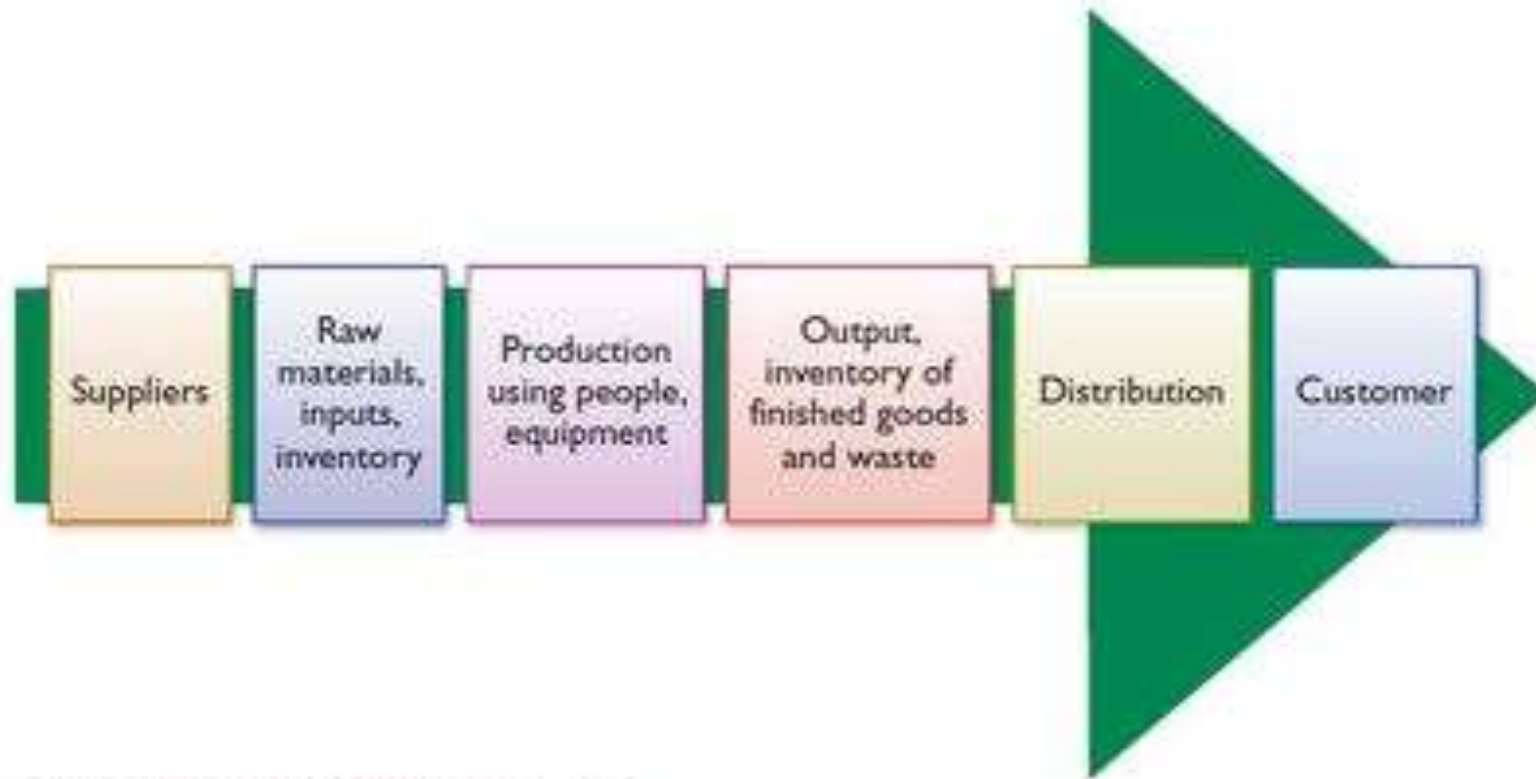 Suppliers
Raw
materials,
inputs,
inventory
Production
using people,
equipment
Output,
inventory of
finished goods
and waste
Distribution
Customer